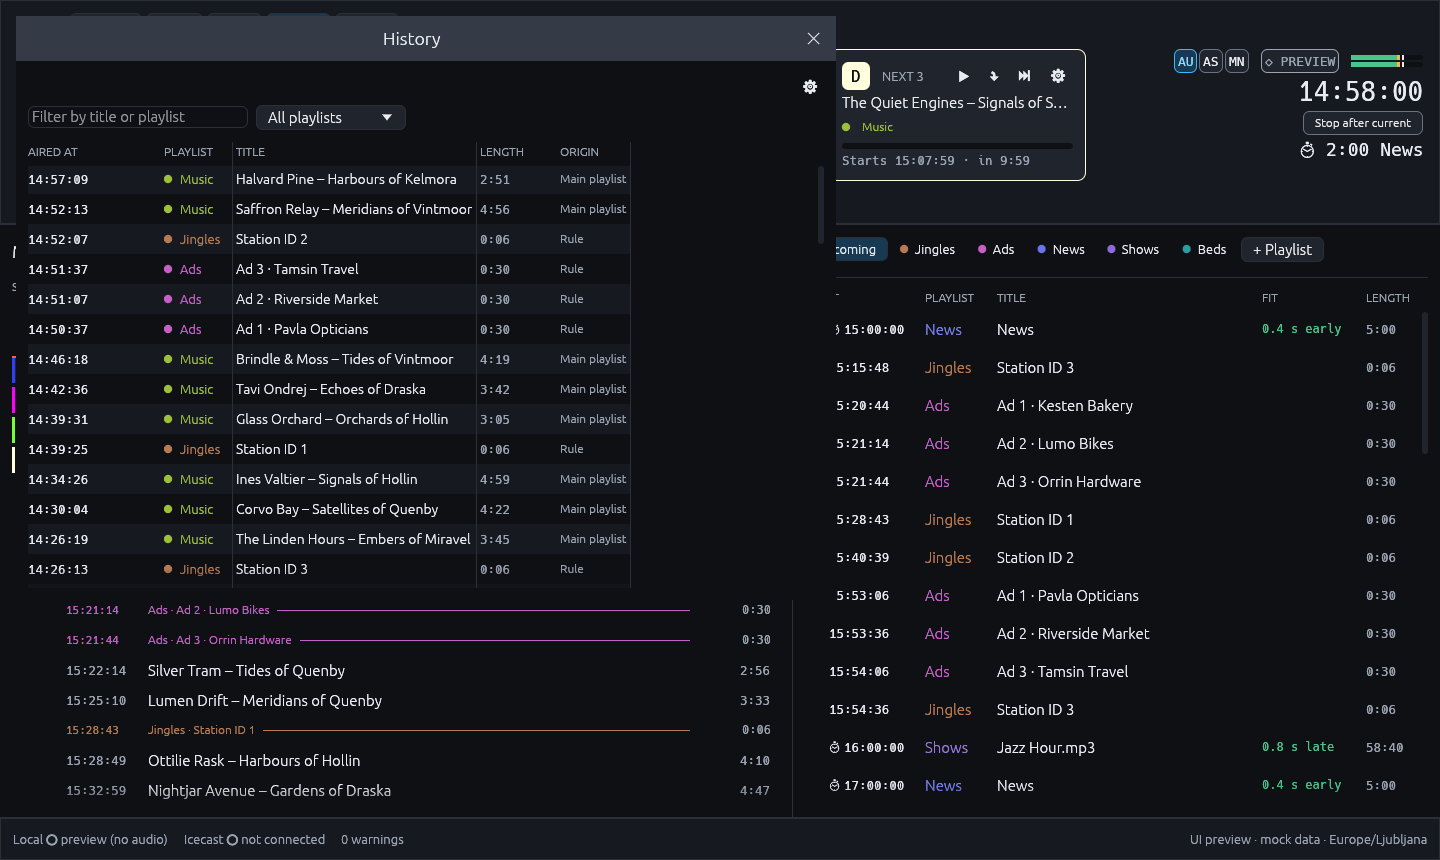 History
Filter by title or playlist
All playlists
AIRED AT PLAYLIST TITLE LENGTH ORIGIN
14:57:09 Music Halvard Pine – Harbours of Kelmora 2:51 Main playlist
14:52:13 Music Saffron Relay – Meridians of Vintmoor 4:56 Main playlist
14:52:07 Jingles Station ID 2 0:06 Rule
14:51:37 Ads Ad 3 · Tamsin Travel 0:30 Rule
14:51:07 Ads Ad 2 · Riverside Market 0:30 Rule
14:50:37 Ads Ad 1 · Pavla Opticians 0:30 Rule
14:46:18 Music Brindle & Moss – Tides of Vintmoor 4:19 Main playlist
14:42:36 Music Tavi Ondrej – Echoes of Draska 3:42 Main playlist
14:39:31 Music Glass Orchard – Orchards of Hollin 3:05 Main playlist
14:39:25 Jingles Station ID 1 0:06 Rule
14:34:26 Music Ines Valtier – Signals of Hollin 4:59 Main playlist
14:30:04 Music Corvo Bay – Satellites of Quenby 4:22 Main playlist
14:26:19 Music The Linden Hours – Embers of Miravel 3:45 Main playlist
14:26:13 Jingles Station ID 3 0:06 Rule
15:21:14 Ads · Ad 2 · Lumo Bikes 0:30
15:21:44 Ads · Ad 3 · Orrin Hardware 0:30
15:22:14 Silver Tram – Tides of Quenby 2:56
15:25:10 Lumen Drift – Meridians of Quenby 3:33
15:28:43 Jingles · Station ID 1 0:06
15:28:49 Ottilie Rask – Harbours of Hollin 4:10
15:32:59 Nightjar Avenue – Gardens of Draska 4:47
D NEXT 3
The Quiet Engines – Signals of S…
Music
Starts 15:07:59 · in 9:59
AU AS MN ◇ PREVIEW
14:58:00
Stop after current
2:00 News
coming Jingles Ads News Shows Beds + Playlist
PLAYLIST TITLE FIT LENGTH
15:00:00 News News 0.4 s early 5:00
5:15:48 Jingles Station ID 3 0:06
5:20:44 Ads Ad 1 · Kesten Bakery 0:30
5:21:14 Ads Ad 2 · Lumo Bikes 0:30
5:21:44 Ads Ad 3 · Orrin Hardware 0:30
5:28:43 Jingles Station ID 1 0:06
5:40:39 Jingles Station ID 2 0:06
5:53:06 Ads Ad 1 · Pavla Opticians 0:30
15:53:36 Ads Ad 2 · Riverside Market 0:30
15:54:06 Ads Ad 3 · Tamsin Travel 0:30
15:54:36 Jingles Station ID 3 0:06
16:00:00 Shows Jazz Hour.mp3 0.8 s late 58:40
17:00:00 News News 0.4 s early 5:00
Local preview (no audio) Icecast not connected 0 warnings
UI preview · mock data · Europe/Ljubljana